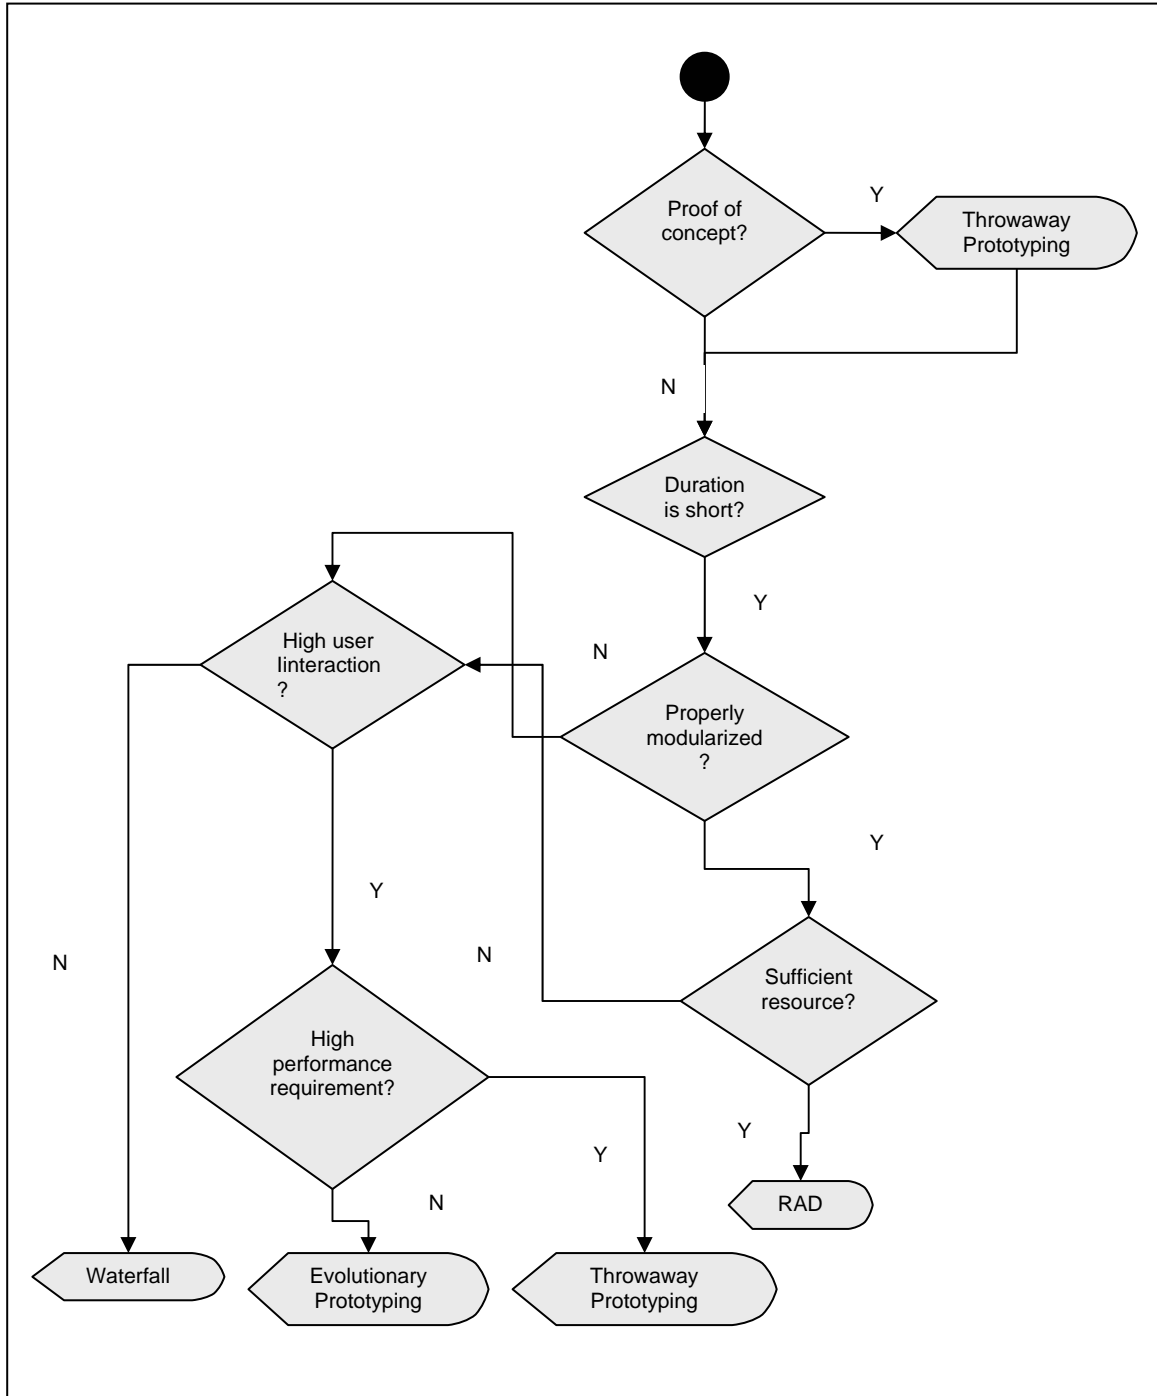 Proof of
concept?
Y
Throwaway
Prototyping
N
Duration
is short?
Y
High user
Iinteraction
?
N
Properly
modularized
?
Y
Y
N
N
Sufficient
resource?
High
performance
requirement?
Y
Y
N
RAD
Waterfall
Evolutionary
Prototyping
Throwaway
Prototyping